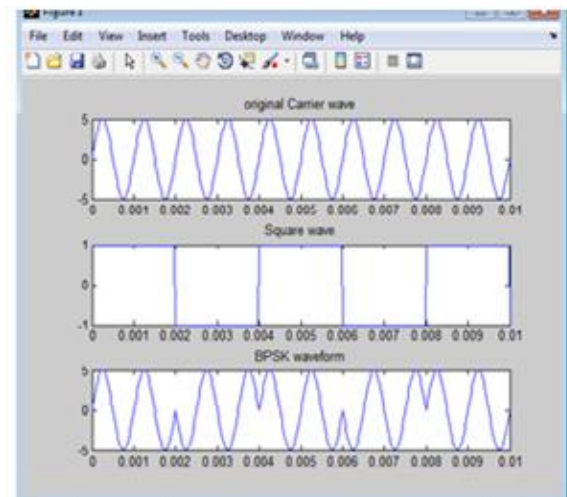 Figure 1
File Edit View Insert Tools Desktop Window Help
original Carrier wave
5
0
-5
0 0.001 0.002 0.003 0.004 0.005 0.006 0.007 0.008 0.009 0.01
Square wave
1
0
-1
0 0.001 0.002 0.003 0.004 0.005 0.006 0.007 0.008 0.009 0.01
BPSK waveform
5
0
-5
0 0.001 0.002 0.003 0.004 0.005 0.006 0.007 0.008 0.009 0.01